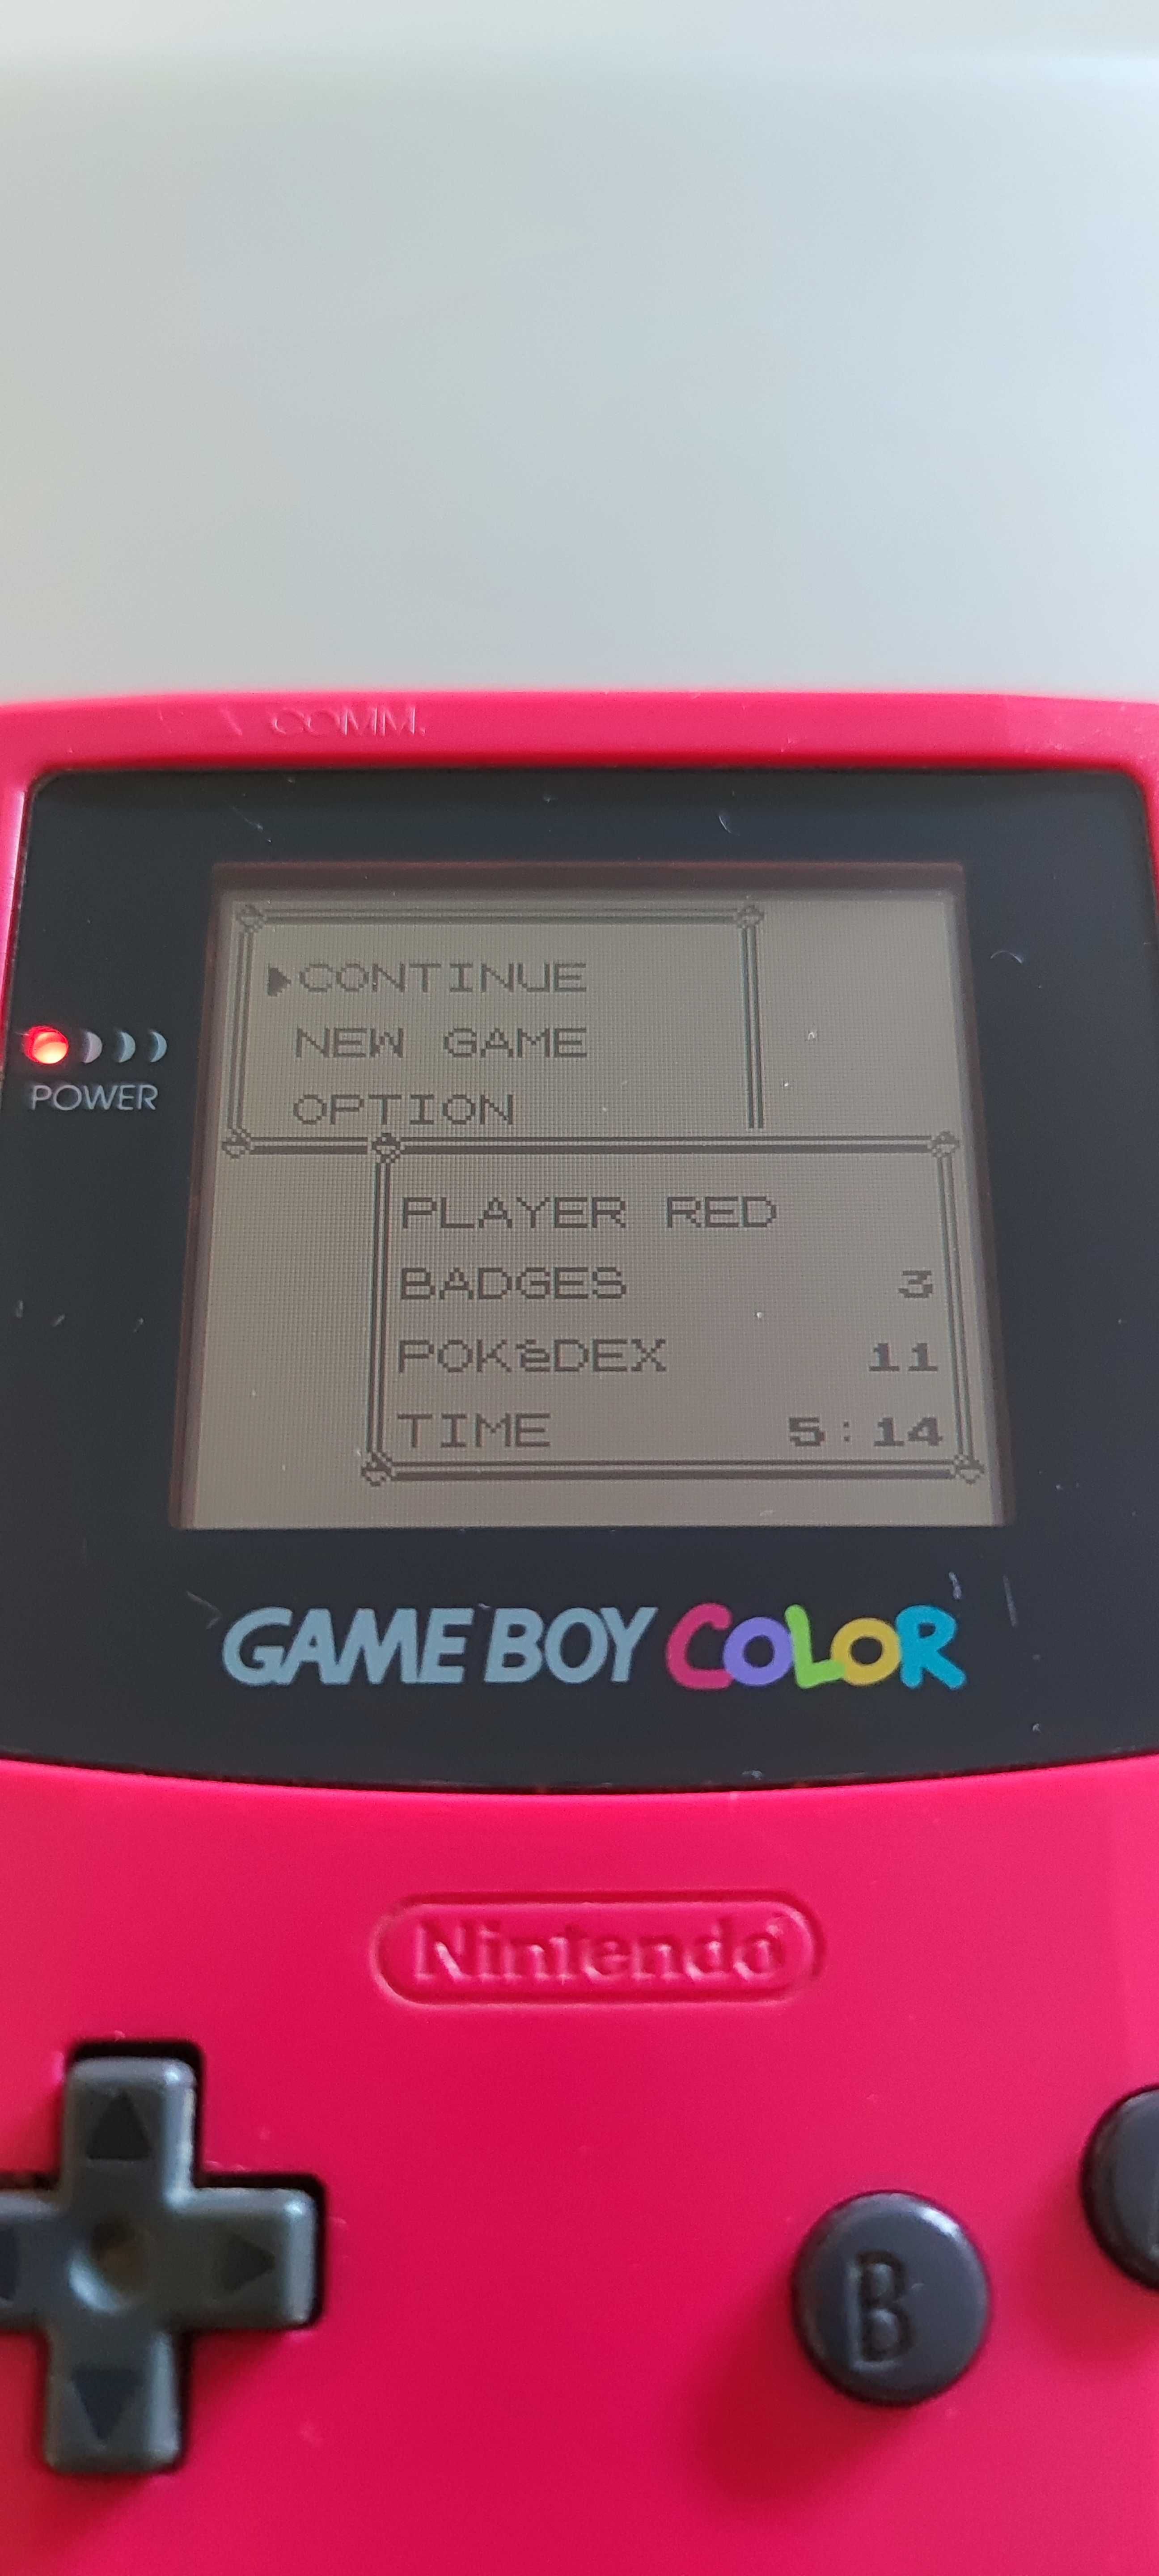 COMM.
CONTINUE
NEW GAME
OPTION
POWER
PLAYER RED
BADGES 3
POKéDEX 11
TIME 5:14
GAME BOY COLOR
Nintendo
B